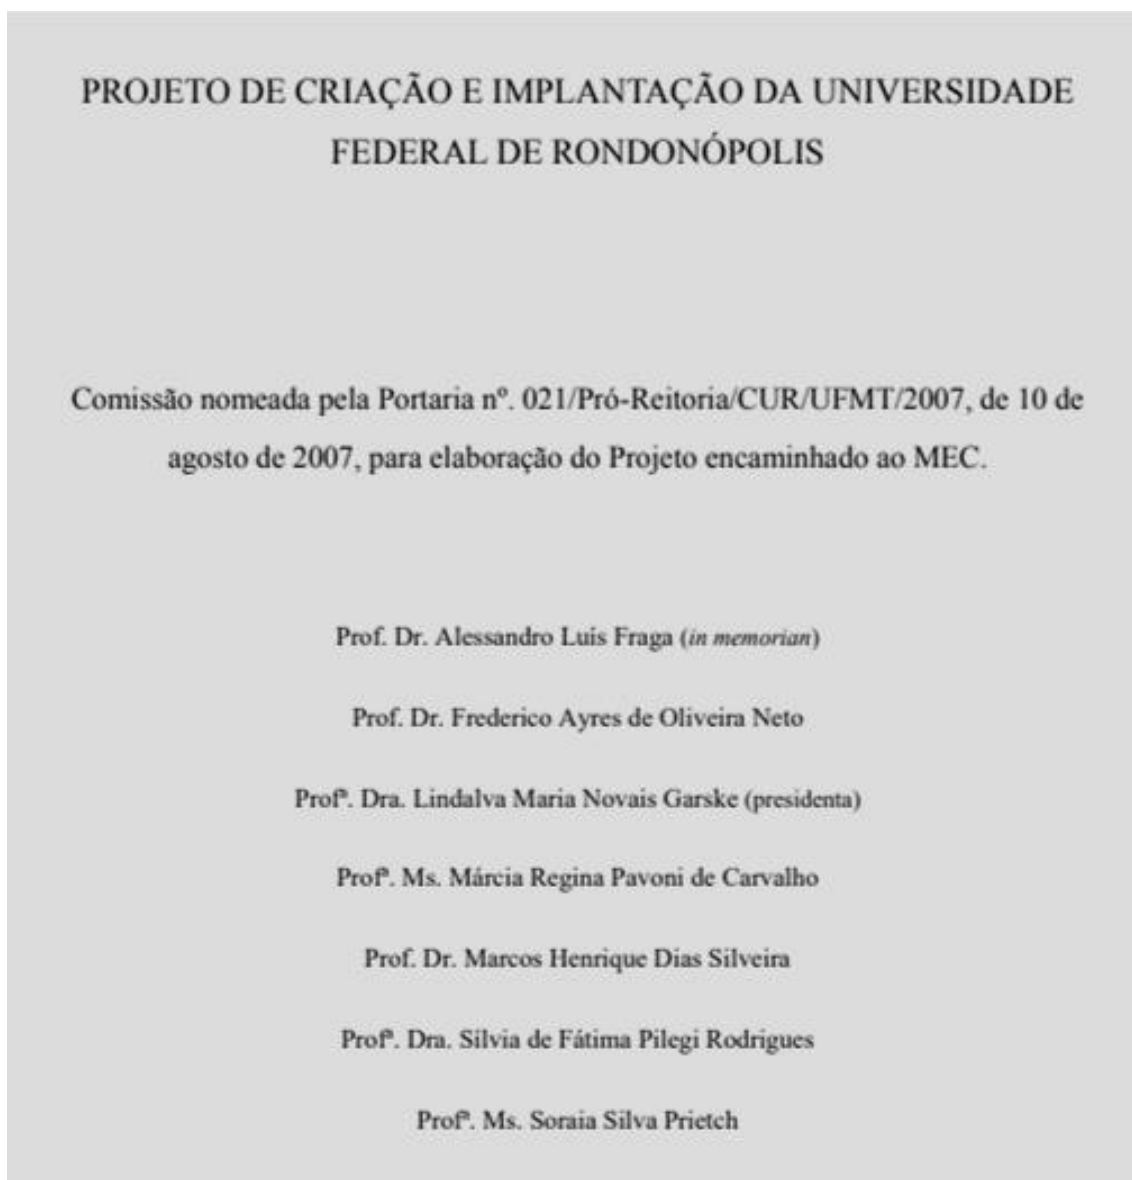 PROJETO DE CRIAÇÃO E IMPLANTAÇÃO DA UNIVERSIDADE
FEDERAL DE RONDONÓPOLIS
Comissão nomeada pela Portaria nº. 021/Pró-Reitoria/CUR/UFMT/2007, de 10 de
agosto de 2007, para elaboração do Projeto encaminhado ao MEC.
Prof. Dr. Alessandro Luís Fraga (in memorian)
Prof. Dr. Frederico Ayres de Oliveira Neto
Profª. Dra. Lindalva Maria Novais Garske (presidenta)
Profª. Ms. Márcia Regina Pavoni de Carvalho
Prof. Dr. Marcos Henrique Dias Silveira
Profª. Dra. Sílvia de Fátima Pilegi Rodrigues
Profª. Ms. Soraia Silva Prietch